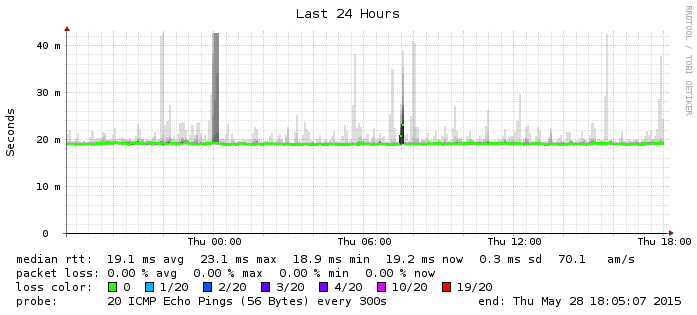 Last 24 Hours
RRDTOOL / TOBI OETIKER
Seconds
40 m
30 m
20 m
10 m
0
Thu 00:00 Thu 06:00 Thu 12:00 Thu 18:00
median rtt: 19.1 ms avg 23.1 ms max 18.9 ms min 19.2 ms now 0.3 ms sd 70.1 am/s
packet loss: 0.00 % avg 0.00 % max 0.00 % min 0.00 % now
loss color: 0 1/20 2/20 3/20 4/20 10/20 19/20
probe: 20 ICMP Echo Pings (56 Bytes) every 300s end: Thu May 28 18:05:07 2015